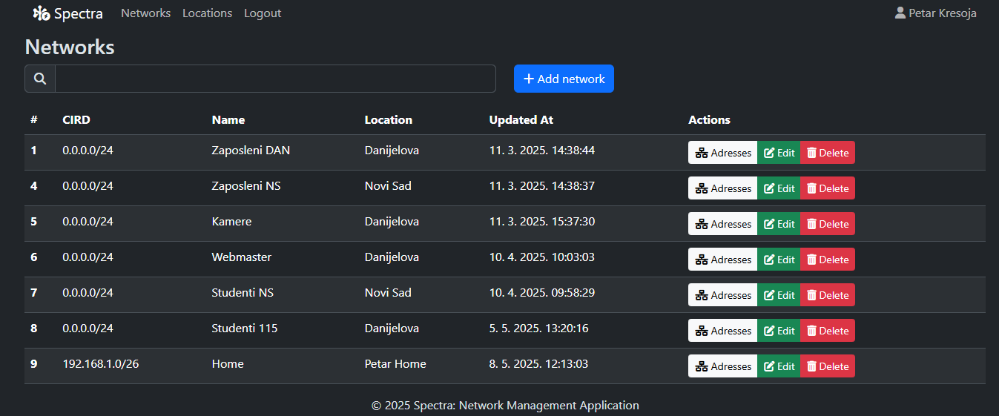 Spectra Networks Locations Logout Petar Kresoja
Networks
+ Add network
# CIRD Name Location Updated At Actions
1 0.0.0.0/24 Zaposleni DAN Danijelova 11. 3. 2025. 14:38:44 Adresses Edit Delete
4 0.0.0.0/24 Zaposleni NS Novi Sad 11. 3. 2025. 14:38:37 Adresses Edit Delete
5 0.0.0.0/24 Kamere Danijelova 11. 3. 2025. 15:37:30 Adresses Edit Delete
6 0.0.0.0/24 Webmaster Danijelova 10. 4. 2025. 10:03:03 Adresses Edit Delete
7 0.0.0.0/24 Studenti NS Novi Sad 10. 4. 2025. 09:58:29 Adresses Edit Delete
8 0.0.0.0/24 Studenti 115 Danijelova 5. 5. 2025. 13:20:16 Adresses Edit Delete
9 192.168.1.0/26 Home Petar Home 8. 5. 2025. 12:13:03 Adresses Edit Delete
© 2025 Spectra: Network Management Application